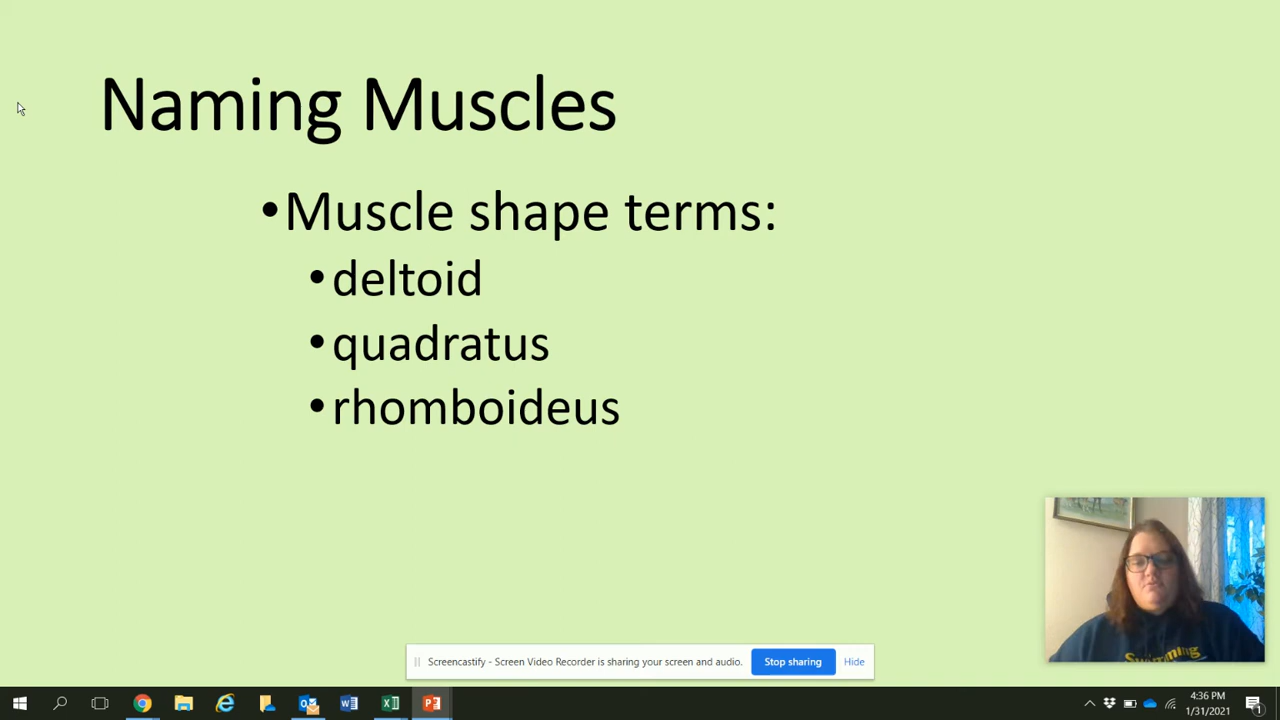 Naming Muscles
•Muscle shape terms:
•deltoid
•quadratus
•rhomboideus
Swimming
Screencastify - Screen Video Recorder is sharing your screen and audio.
Stop sharing
Hide
4:36 PM
1/31/2021